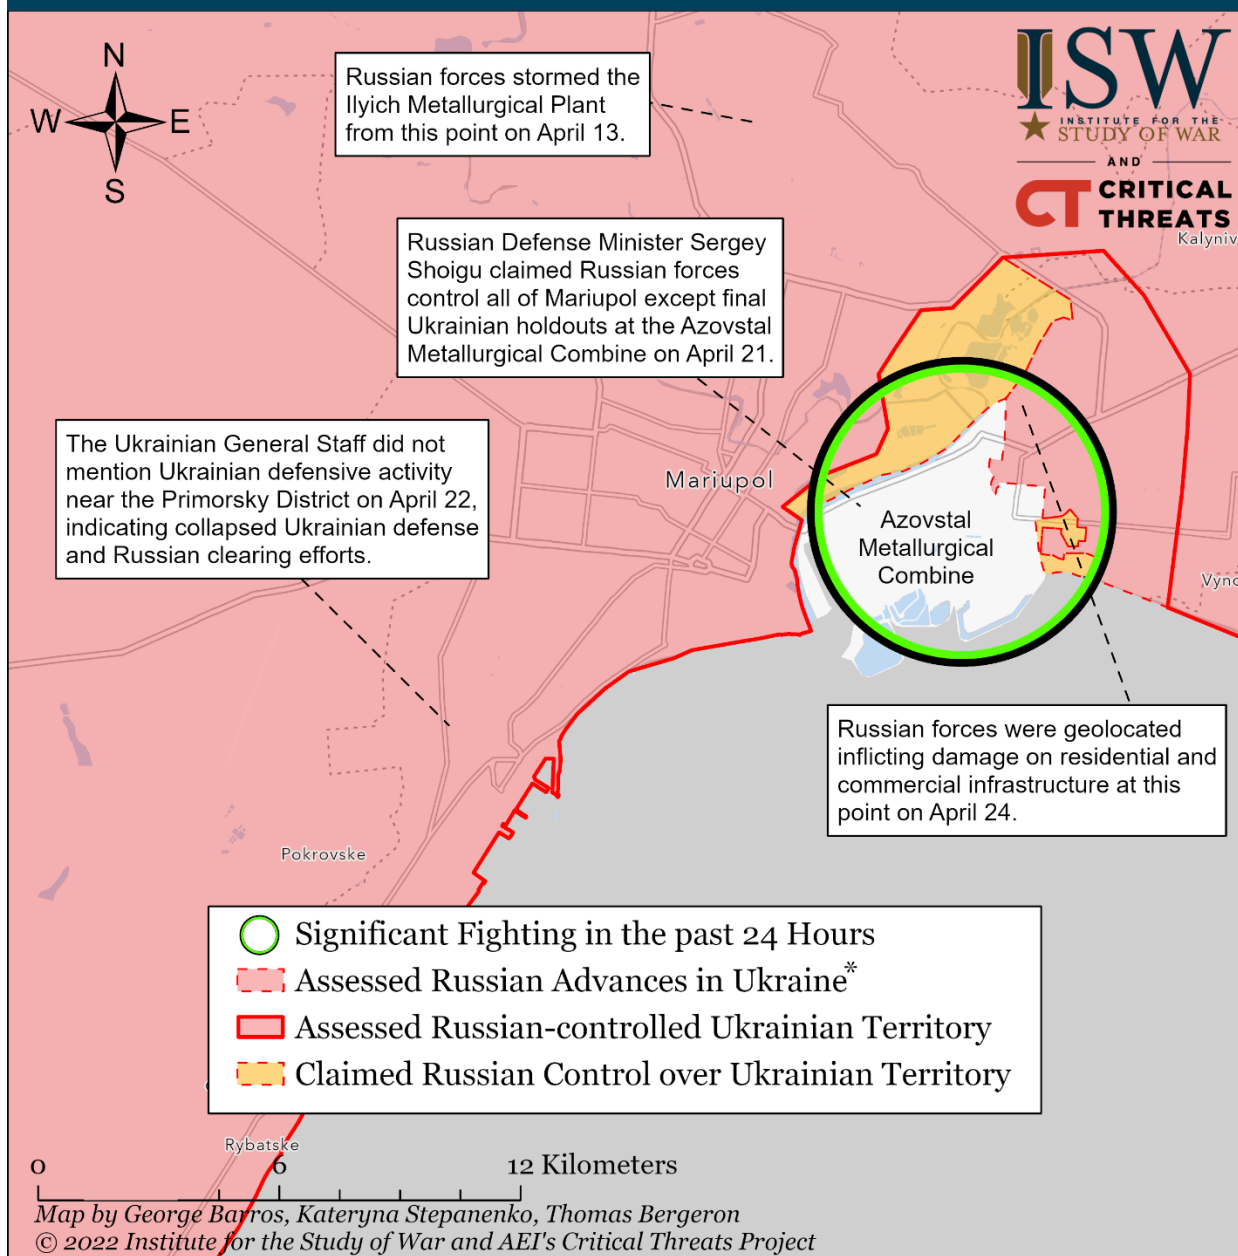 N
W E
S
Russian forces stormed the
Ilyich Metallurgical Plant
from this point on April 13.
ISW
INSTITUTE FOR THE
STUDY OF WAR
AND
CT CRITICAL
THREATS
Kalyniv
Russian Defense Minister Sergey
Shoigu claimed Russian forces
control all of Mariupol except final
Ukrainian holdouts at the Azovstal
Metallurgical Combine on April 21.
The Ukrainian General Staff did not
mention Ukrainian defensive activity
near the Primorsky District on April 22,
indicating collapsed Ukrainian defense
and Russian clearing efforts.
Mariupol
Azovstal
Metallurgical
Combine
Vyno
Russian forces were geolocated
inflicting damage on residential and
commercial infrastructure at this
point on April 24.
Pokrovske
Significant Fighting in the past 24 Hours
Assessed Russian Advances in Ukraine*
Assessed Russian-controlled Ukrainian Territory
Claimed Russian Control over Ukrainian Territory
Rybatske
0 6 12 Kilometers
Map by George Barros, Kateryna Stepanenko, Thomas Bergeron
© 2022 Institute for the Study of War and AEI's Critical Threats Project